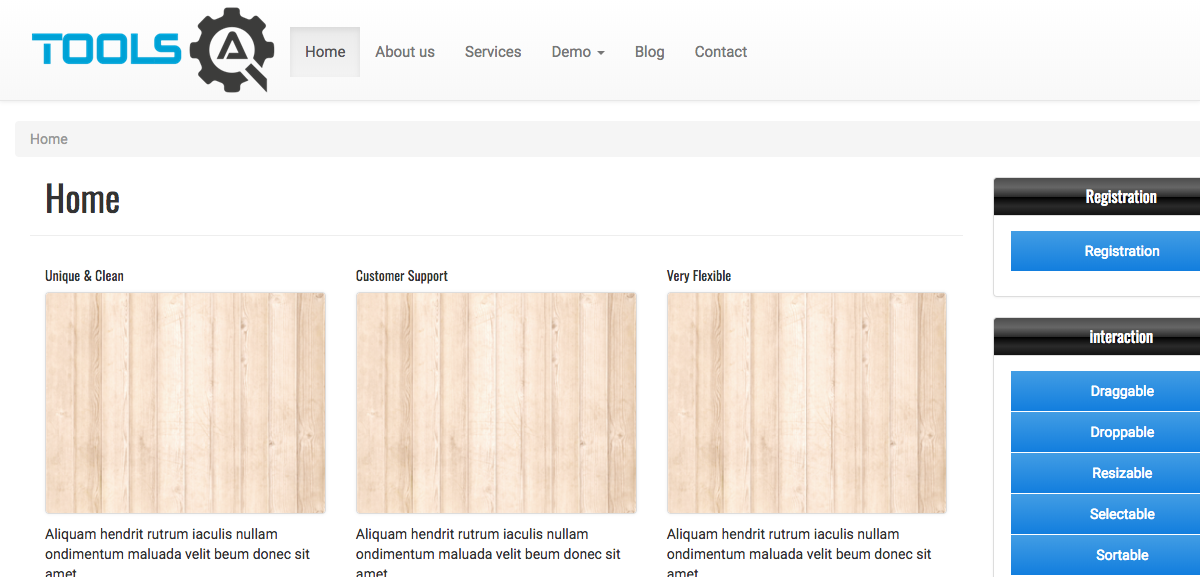 TOOLS QA
Home
About us
Services
Demo
Blog
Contact
Home
Home
Unique & Clean
Aliquam hendrit rutrum iaculis nullam
ondimentum maluada velit beum donec sit
amet
Customer Support
Aliquam hendrit rutrum iaculis nullam
ondimentum maluada velit beum donec sit
amet
Very Flexible
Aliquam hendrit rutrum iaculis nullam
ondimentum maluada velit beum donec sit
amet
Registration
Registration
interaction
Draggable
Droppable
Resizable
Selectable
Sortable